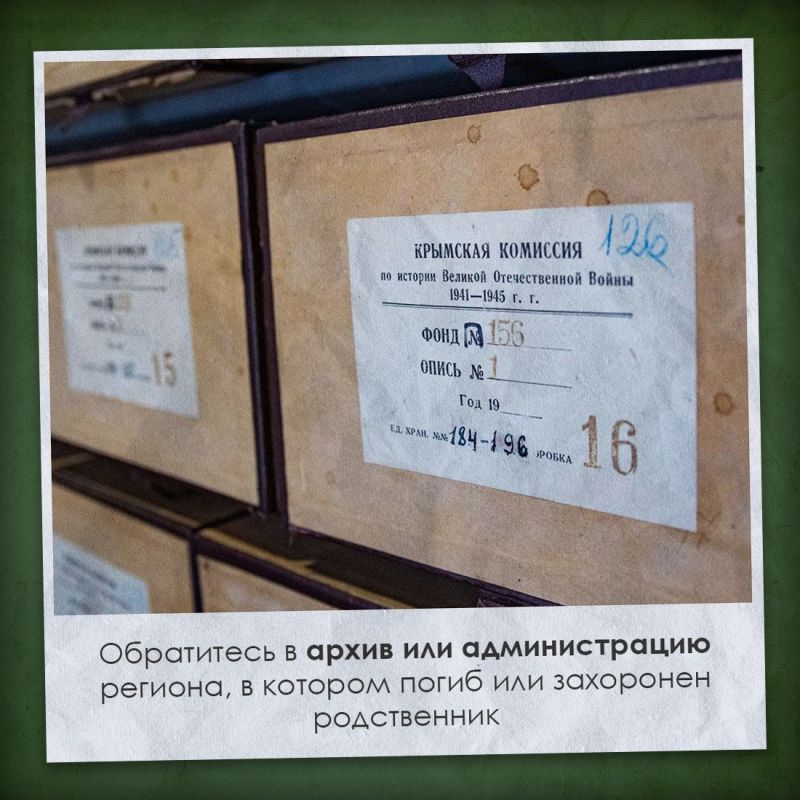 КРЫМСКАЯ КОМИССИЯ
126
по истории Великой Отечественной Войны
1941—1945 г. г.
ФОНД № 156
ОПИСЬ № 1
Год 19
ЕД. ХРАН. №№ 184-196
РОБКА 16
15
Обратитесь в архив или администрацию
региона, в котором погиб или захоронен
родственник